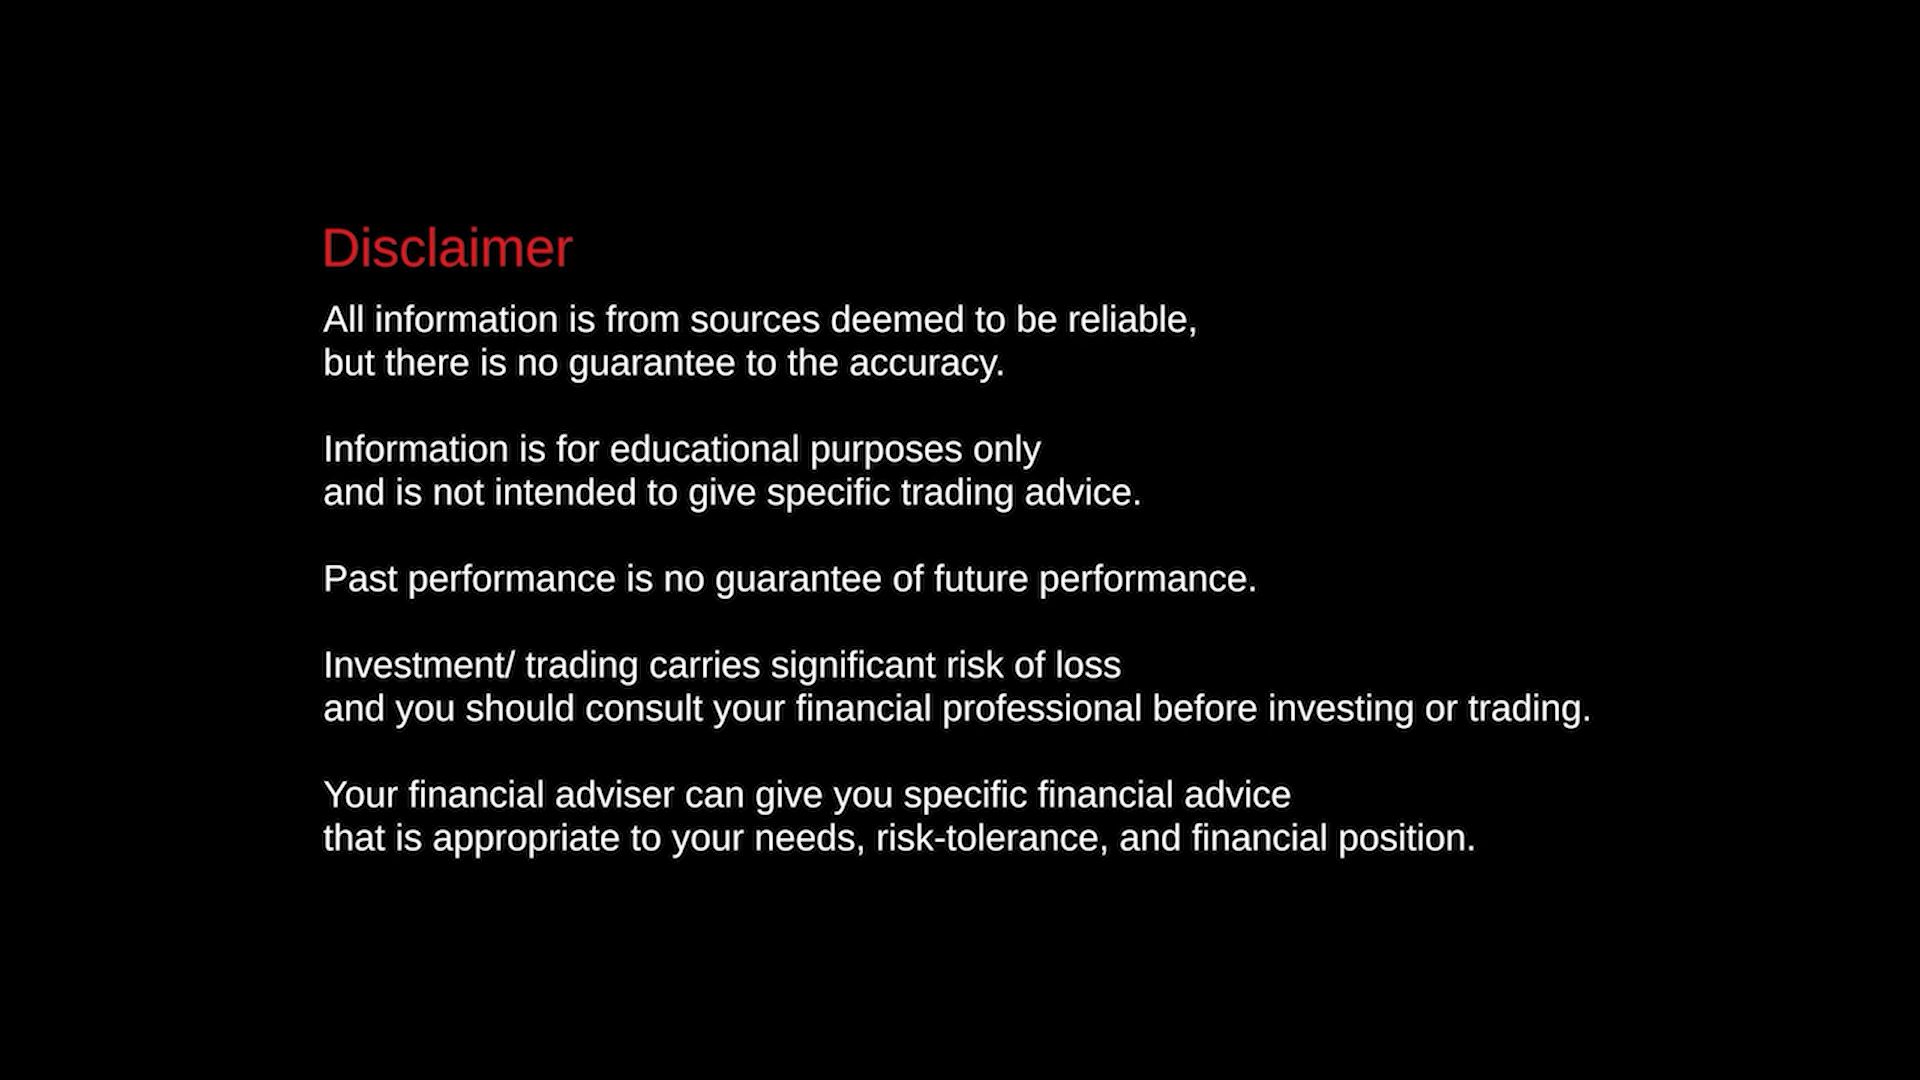 Disclaimer
All information is from sources deemed to be reliable,
but there is no guarantee to the accuracy.
Information is for educational purposes only
and is not intended to give specific trading advice.
Past performance is no guarantee of future performance.
Investment/ trading carries significant risk of loss
and you should consult your financial professional before investing or trading.
Your financial adviser can give you specific financial advice
that is appropriate to your needs, risk-tolerance, and financial position.